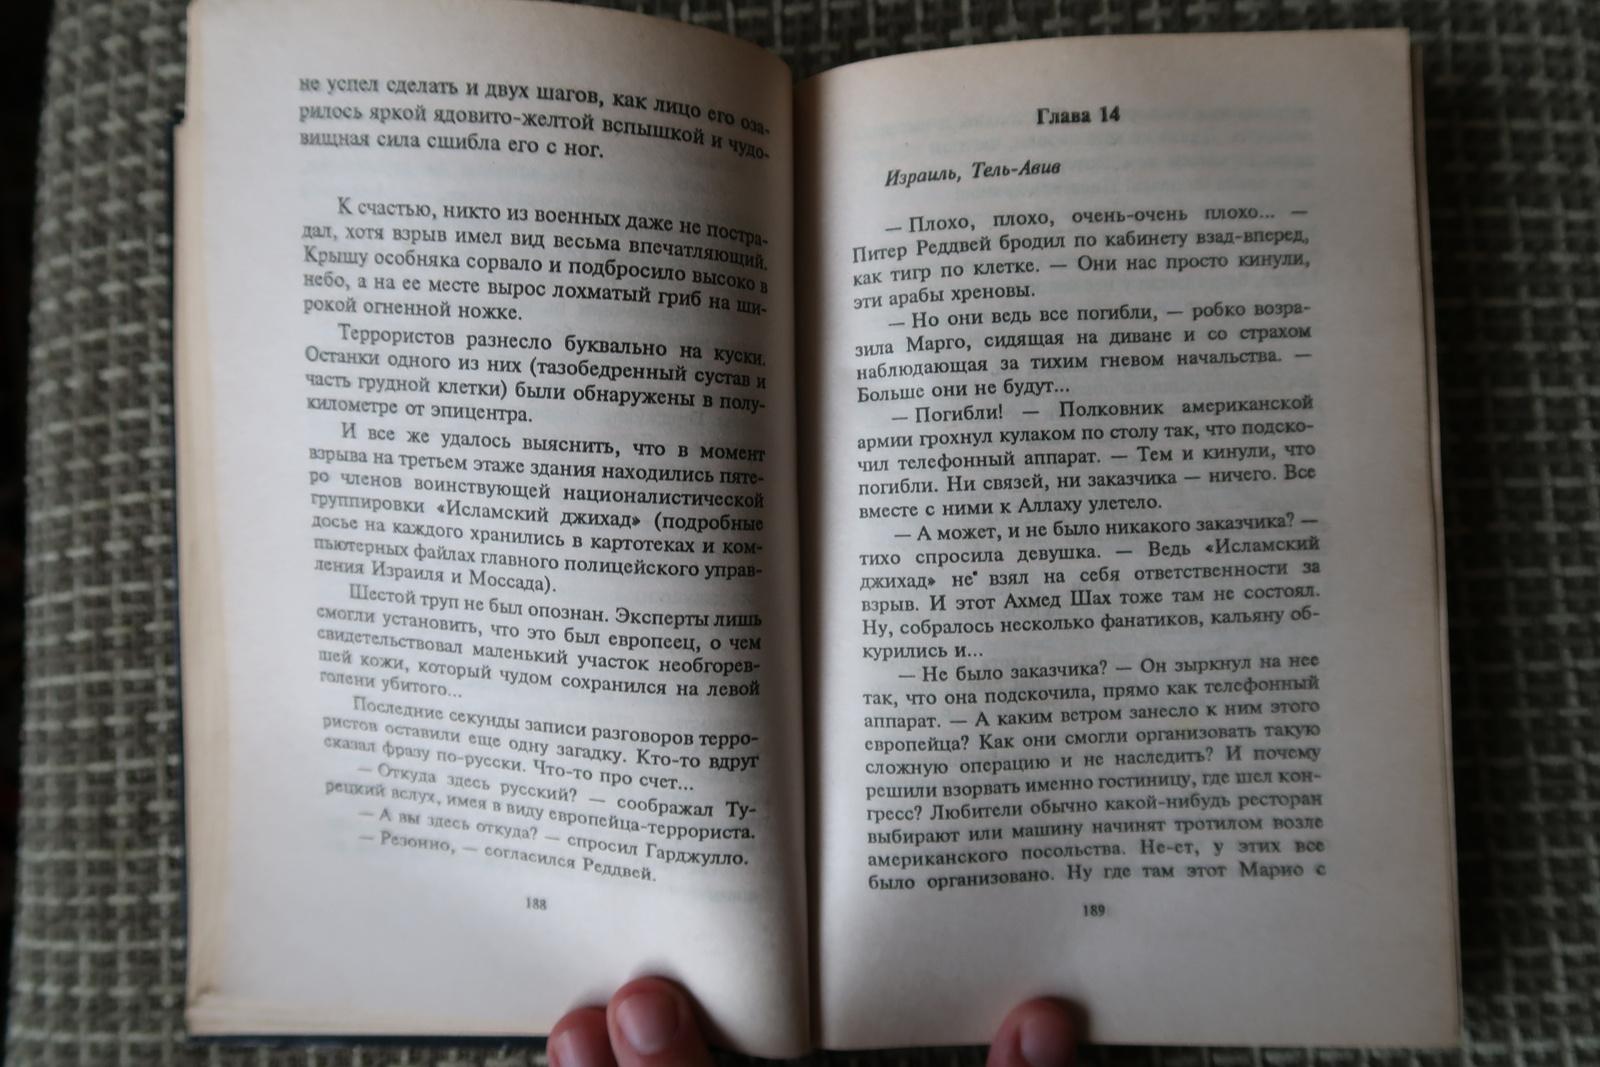 не успел сделать и двух шагов, как лицо его оза-
рилось яркой ядовито-желтой вспышкой и чудо-
вищная сила сшибла его с ног.
К счастью, никто из военных даже не постра-
дал, хотя взрыв имел вид весьма впечатляющий.
Крышу особняка сорвало и подбросило высоко в
небо, а на ее месте вырос лохматый гриб на ши-
рокой огненной ножке.
Террористов разнесло буквально на куски.
Останки одного из них (тазобедренный сустав и
часть грудной клетки) были обнаружены в полу-
километре от эпицентра.
И все же удалось выяснить, что в момент
взрыва на третьем этаже здания находились пяте-
ро членов воинствующей националистической
группировки «Исламский джихад» (подробные
досье на каждого хранились в картотеках и ком-
пьютерных файлах главного полицейского управ-
ления Израиля и Моссада).
Шестой труп не был опознан. Эксперты лишь
смогли установить, что это был европеец, о чем
свидетельствовал маленький участок необгорев-
шей кожи, который чудом сохранился на левой
голени убитого...
Последние секунды записи разговоров терро-
ристов оставили еще одну загадку. Кто-то вдруг
сказал фразу по-русски. Что-то про счет...
— Откуда здесь русский? — соображал Ту-
рецкий вслух, имея в виду европейца-террориста.
— А вы здесь откуда? — спросил Гарджулло.
— Резонно, — согласился Реддвей.
188
Глава 14
Израиль, Тель-Авив
— Плохо, плохо, очень-очень плохо... —
Питер Реддвей бродил по кабинету взад-вперед,
как тигр по клетке. — Они нас просто кинули,
эти арабы хреновы.
— Но они ведь все погибли, — робко возра-
зила Марго, сидящая на диване и со страхом
наблюдающая за тихим гневом начальства. —
Больше они не будут...
— Погибли! — Полковник американской
армии грохнул кулаком по столу так, что подско-
чил телефонный аппарат. — Тем и кинули, что
погибли. Ни связей, ни заказчика — ничего. Все
вместе с ними к Аллаху улетело.
— А может, и не было никакого заказчика? —
тихо спросила девушка. — Ведь «Исламский
джихад» не взял на себя ответственности за
взрыв. И этот Ахмед Шах тоже там не состоял.
Ну, собралось несколько фанатиков, кальяну об-
курились и...
— Не было заказчика? — Он зыркнул на нее
так, что она подскочила, прямо как телефонный
аппарат. — А каким ветром занесло к ним этого
европейца? Как они смогли организовать такую
сложную операцию и не наследить? И почему
решили взорвать именно гостиницу, где шел кон-
гресс? Любители обычно какой-нибудь ресторан
выбирают или машину начинят тротилом возле
американского посольства. Не-ет, у этих все
было организовано. Ну где там этот Марио с
189